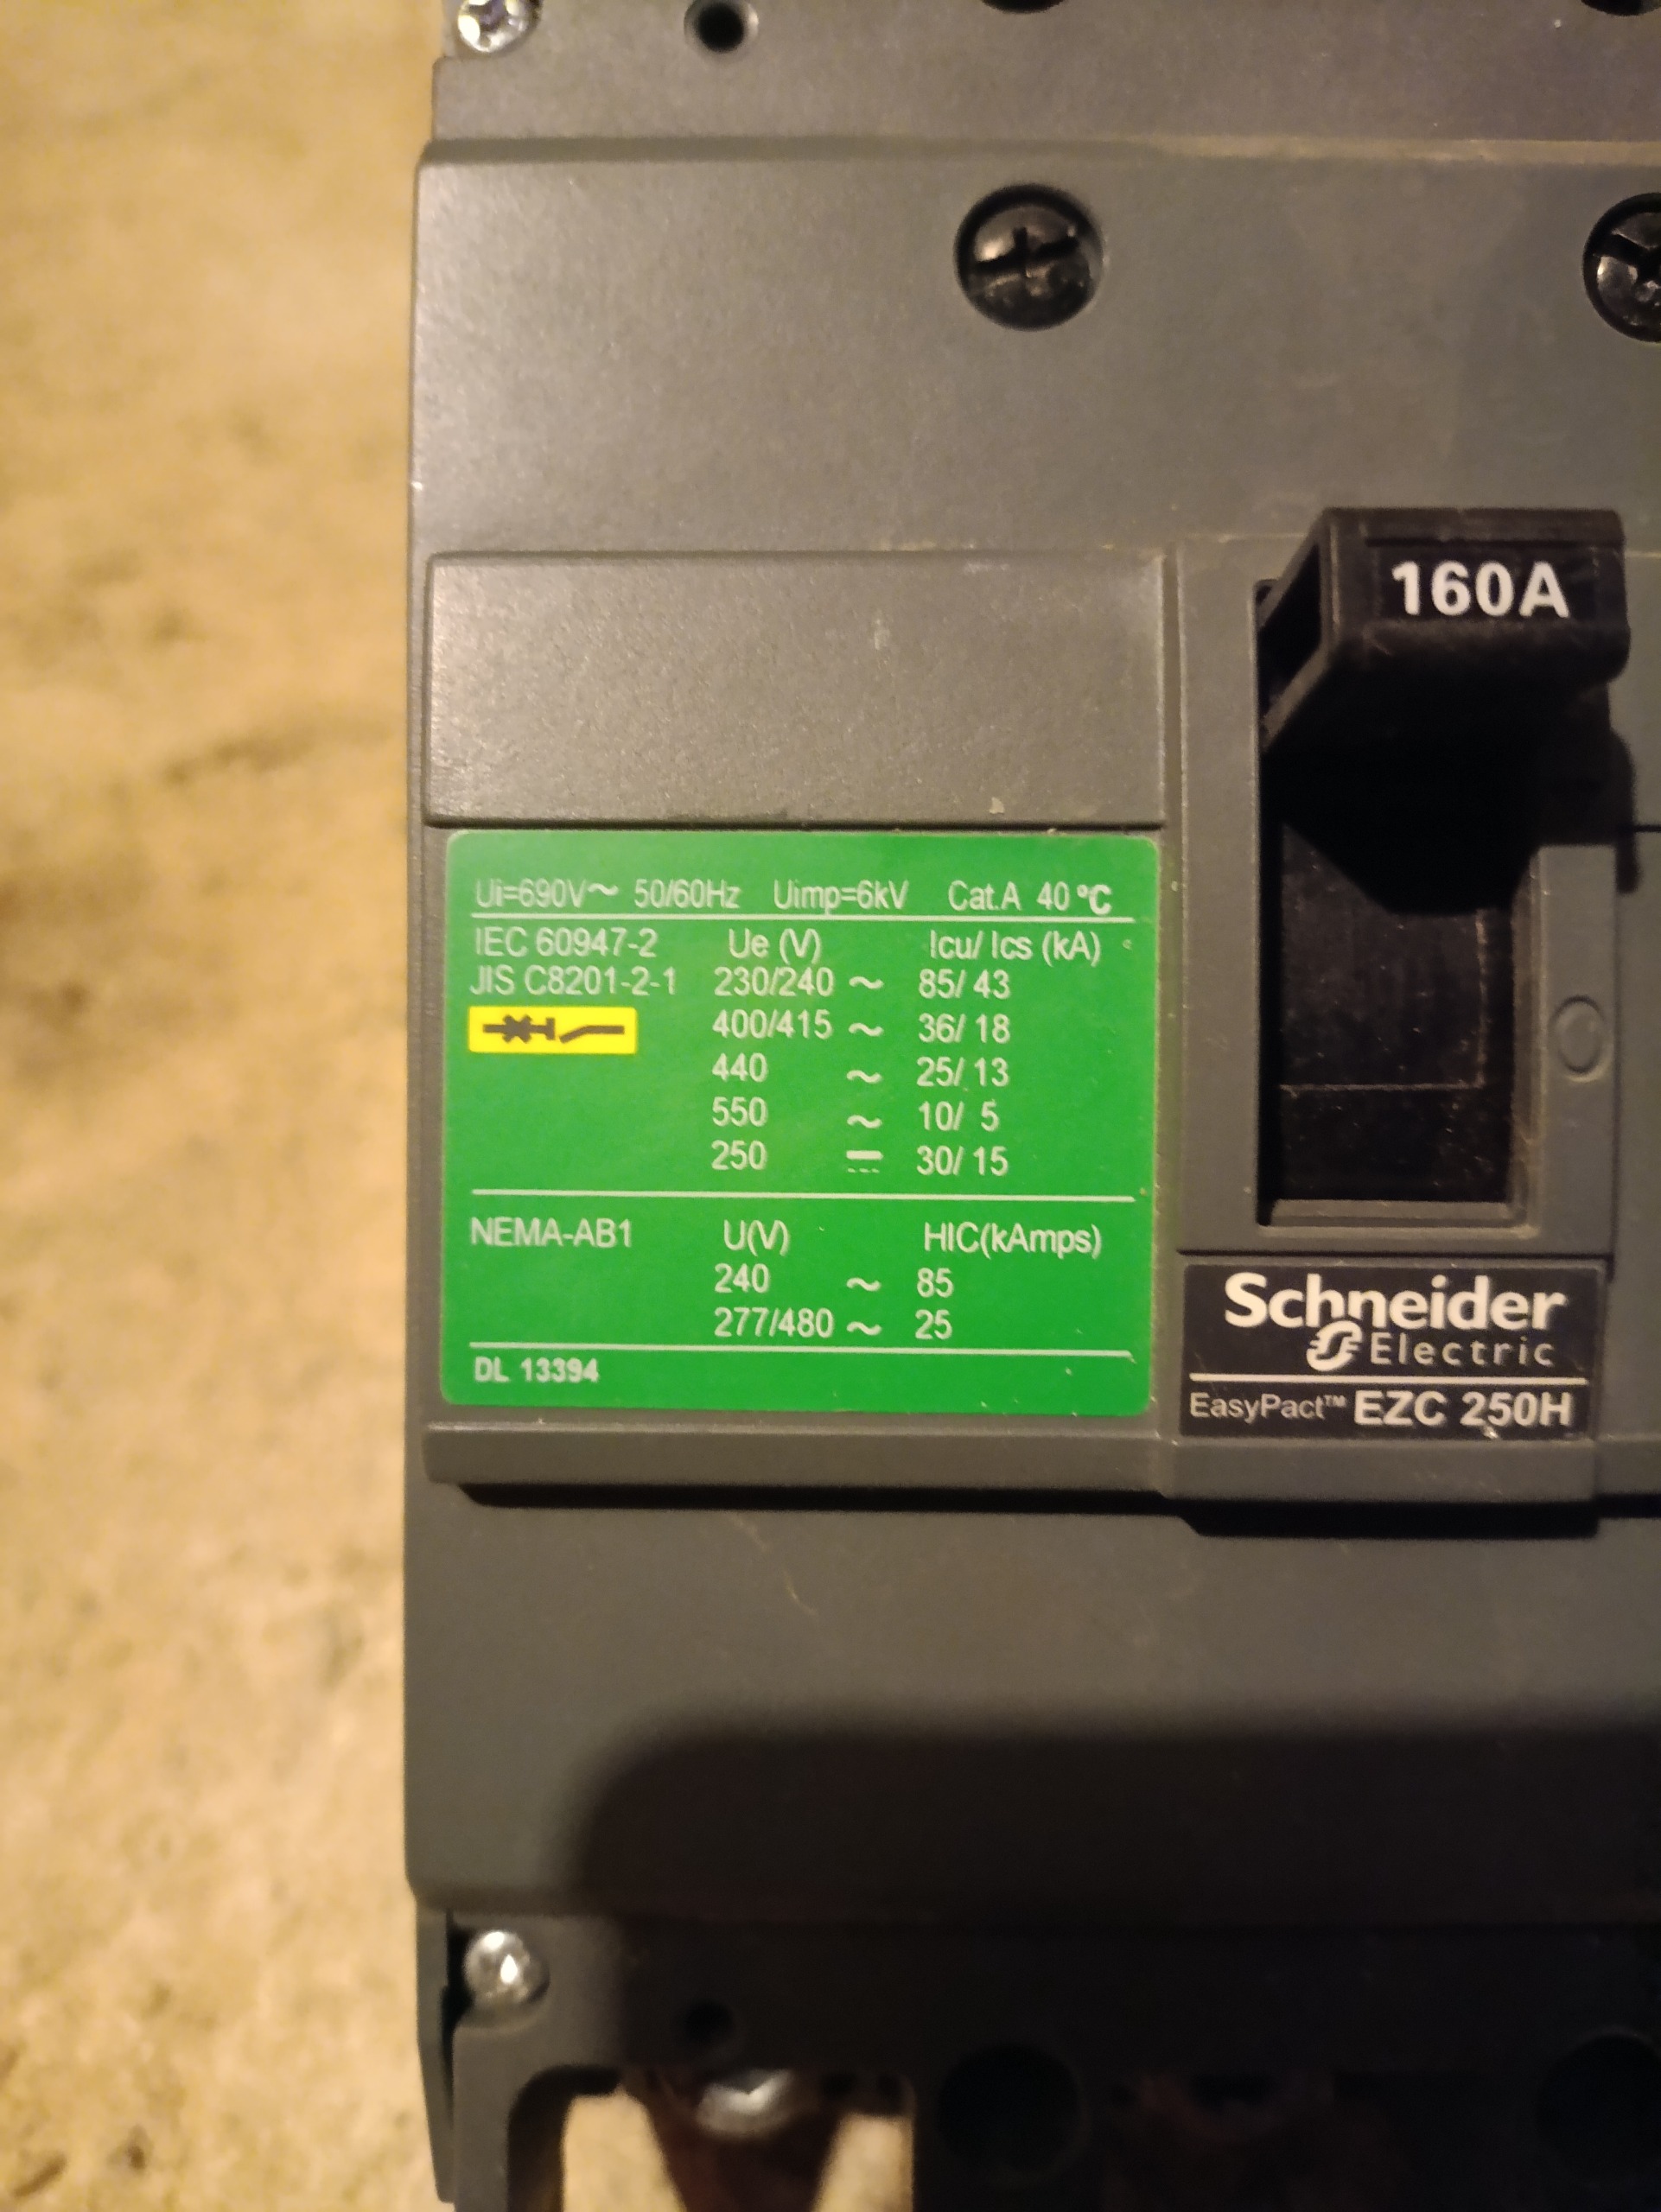 160A
Ui=690V~ 50/60Hz Uimp=6kV Cat.A 40 °C
IEC 60947-2 Ue (V) Icu/ Ics (kA)
JIS C8201-2-1 230/240 ~ 85/ 43
400/415 ~ 36/ 18
440 ~ 25/ 13
550 ~ 10/ 5
250 ⎓ 30/ 15
NEMA-AB1 U(V) HIC(kAmps)
240 ~ 85
277/480 ~ 25
DL 13394
Schneider
Electric
EasyPact™ EZC 250H